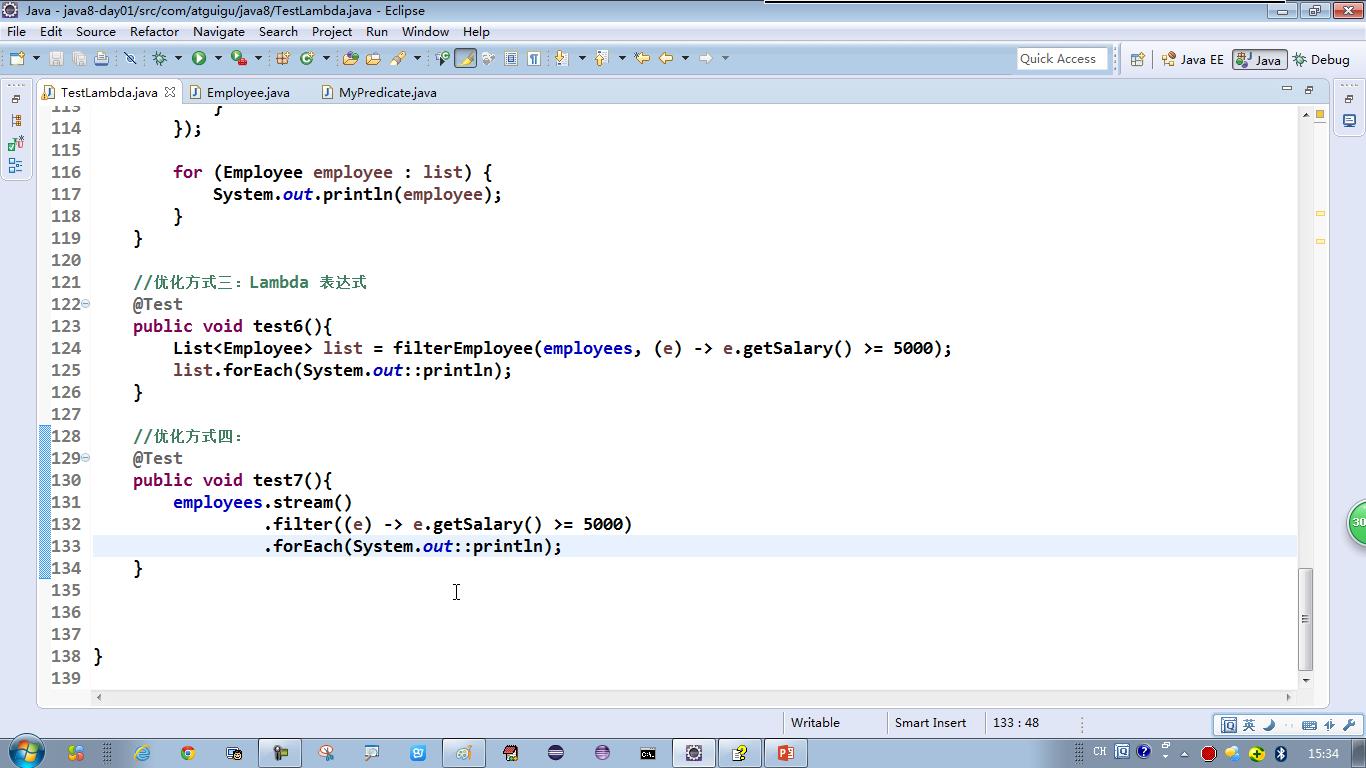 Java - java8-day01/src/com/atguigu/java8/TestLambda.java - Eclipse
File Edit Source Refactor Navigate Search Project Run Window Help
Quick Access Java EE Java Debug
TestLambda.java Employee.java MyPredicate.java
113 }
114 });
115
116 for (Employee employee : list) {
117 System.out.println(employee);
118 }
119 }
120
121 //优化方式三：Lambda 表达式
122 @Test
123 public void test6(){
124 List<Employee> list = filterEmployee(employees, (e) -> e.getSalary() >= 5000);
125 list.forEach(System.out::println);
126 }
127
128 //优化方式四：
129 @Test
130 public void test7(){
131 employees.stream()
132 .filter((e) -> e.getSalary() >= 5000)
133 .forEach(System.out::println);
134 }
135
136
137
138 }
139
30
Writable Smart Insert 133 : 48
英
CH 15:34